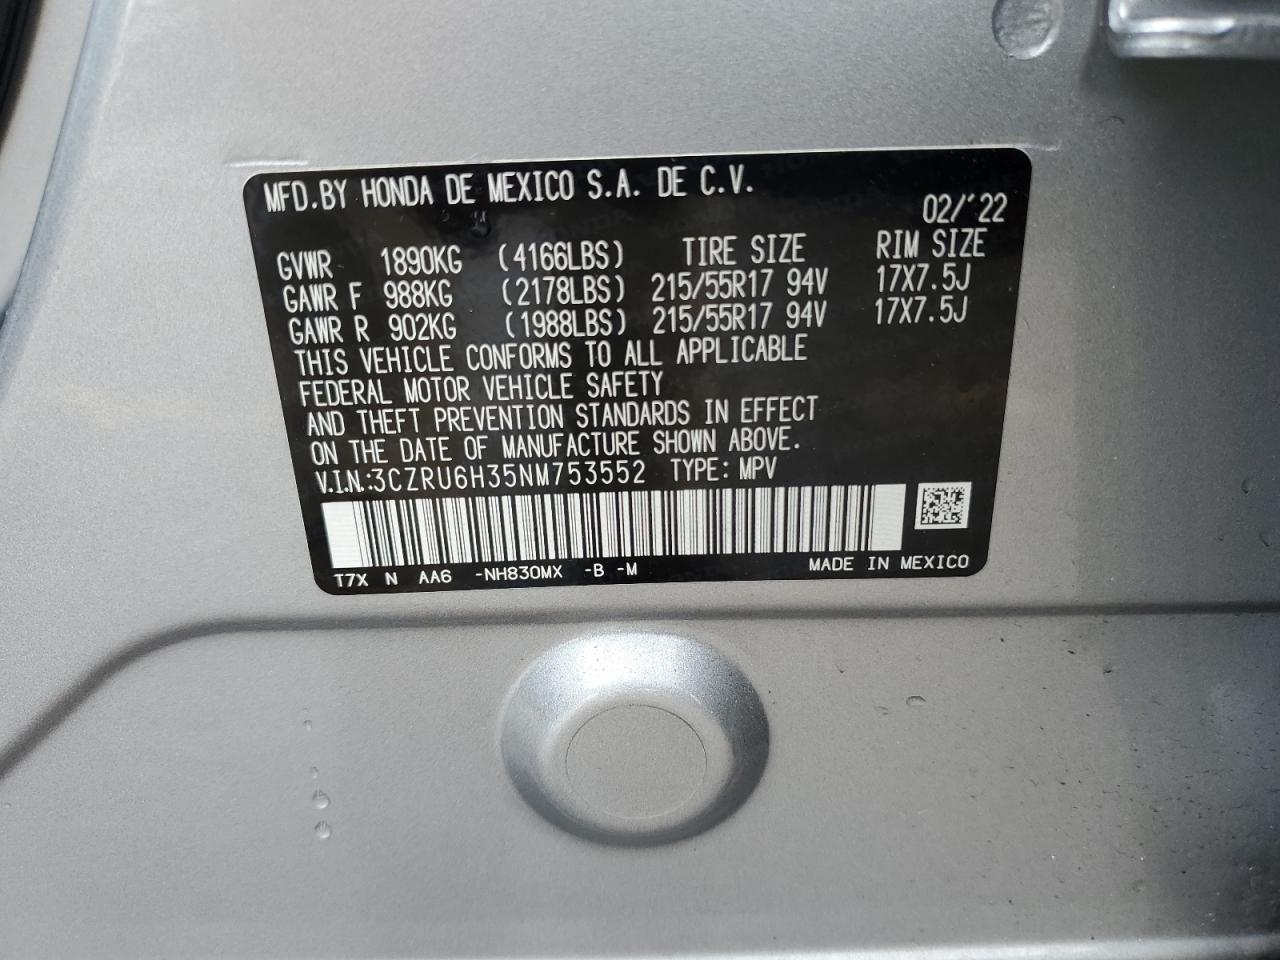 MFD.BY HONDA DE MEXICO S.A. DE C.V.
02/'22
GVWR 1890KG (4166LBS) TIRE SIZE RIM SIZE
GAWR F 988KG (2178LBS) 215/55R17 94V 17X7.5J
GAWR R 902KG (1988LBS) 215/55R17 94V 17X7.5J
THIS VEHICLE CONFORMS TO ALL APPLICABLE
FEDERAL MOTOR VEHICLE SAFETY
AND THEFT PREVENTION STANDARDS IN EFFECT
ON THE DATE OF MANUFACTURE SHOWN ABOVE.
V.I.N.:3CZRU6H35NM753552 TYPE:MPV
T7X N AA6 -NH830MX -B -M MADE IN MEXICO